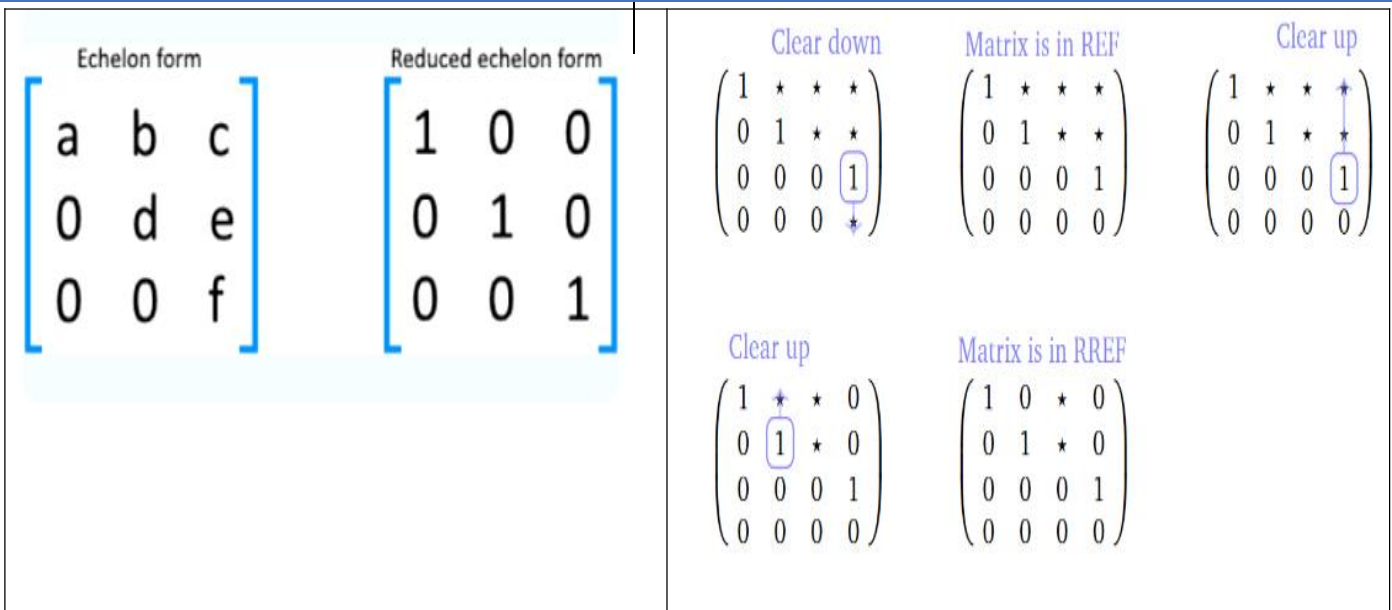 Echelon form
a b c
0 d e
0 0 f
Reduced echelon form
1 0 0
0 1 0
0 0 1
Clear down
1 ⋆ ⋆ ⋆
0 1 ⋆ ⋆
0 0 0 1
0 0 0 ⋆
Matrix is in REF
1 ⋆ ⋆ ⋆
0 1 ⋆ ⋆
0 0 0 1
0 0 0 0
Clear up
1 ⋆ ⋆ ⋆
0 1 ⋆ ⋆
0 0 0 1
0 0 0 0
Clear up
1 ⋆ ⋆ 0
0 1 ⋆ 0
0 0 0 1
0 0 0 0
Matrix is in RREF
1 0 ⋆ 0
0 1 ⋆ 0
0 0 0 1
0 0 0 0